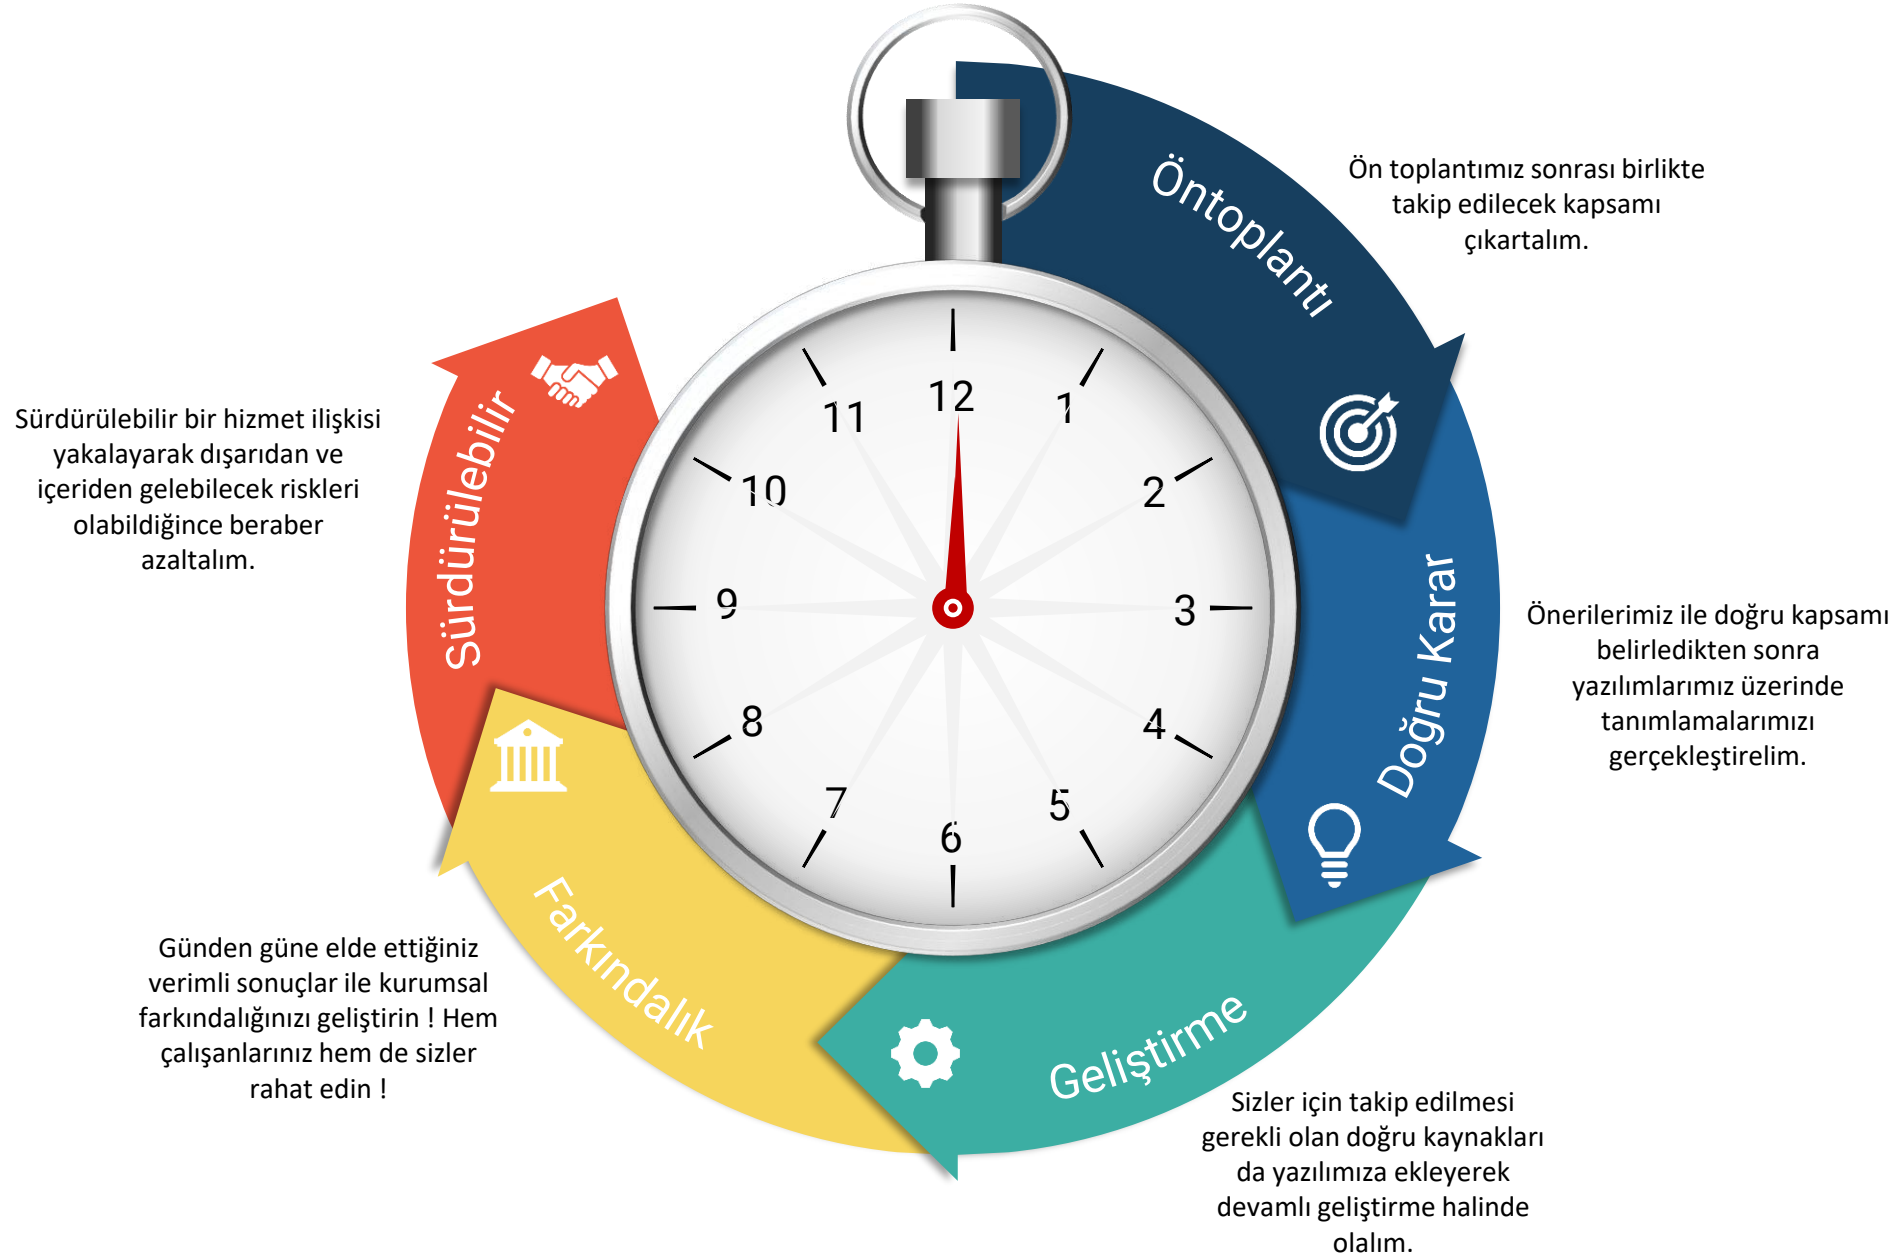 Öntoplantı
Ön toplantımız sonrası birlikte
takip edilecek kapsamı
çıkartalım.
Doğru Karar
Önerilerimiz ile doğru kapsamı
belirledikten sonra
yazılımlarımız üzerinde
tanımlamalarımızı
gerçekleştirelim.
Geliştirme
Sizler için takip edilmesi
gerekli olan doğru kaynakları
da yazılımıza ekleyerek
devamlı geliştirme halinde
olalım.
Farkındalık
Günden güne elde ettiğiniz
verimli sonuçlar ile kurumsal
farkındalığınızı geliştirin ! Hem
çalışanlarınız hem de sizler
rahat edin !
Sürdürülebilir
Sürdürülebilir bir hizmet ilişkisi
yakalayarak dışarıdan ve
içeriden gelebilecek riskleri
olabildiğince beraber
azaltalım.
12
1
2
3
4
5
6
7
8
9
10
11